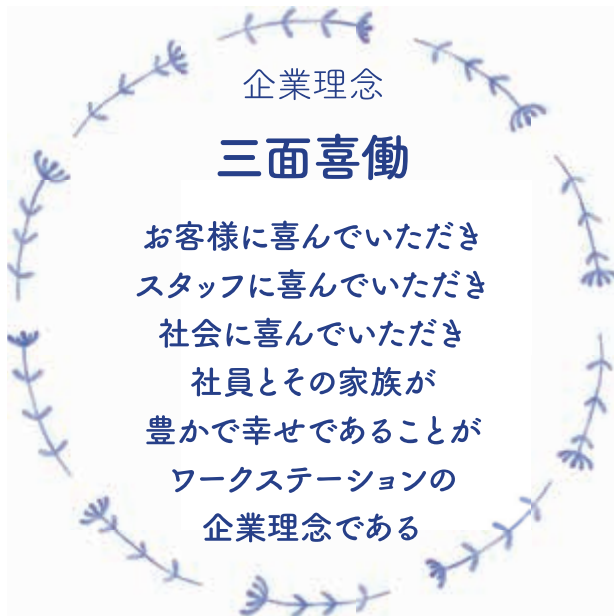 企業理念
三面喜働
お客様に喜んでいただき
スタッフに喜んでいただき
社会に喜んでいただき
社員とその家族が
豊かで幸せであることが
ワークステーションの
企業理念である